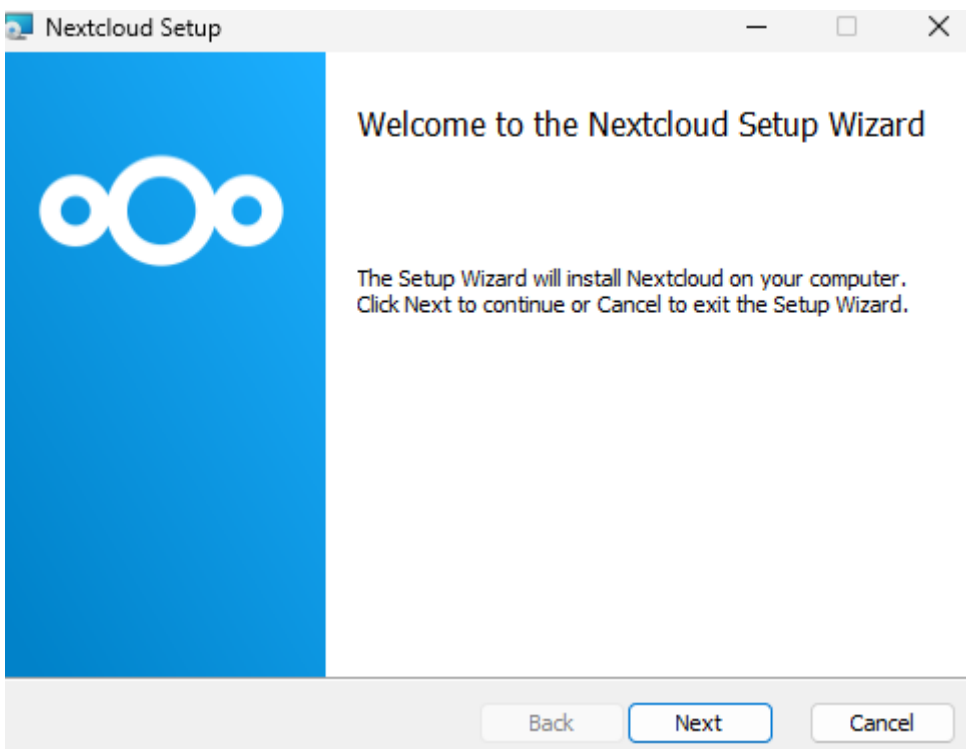 Nextcloud Setup
Welcome to the Nextcloud Setup Wizard
The Setup Wizard will install Nextcloud on your computer.
Click Next to continue or Cancel to exit the Setup Wizard.
Back Next Cancel